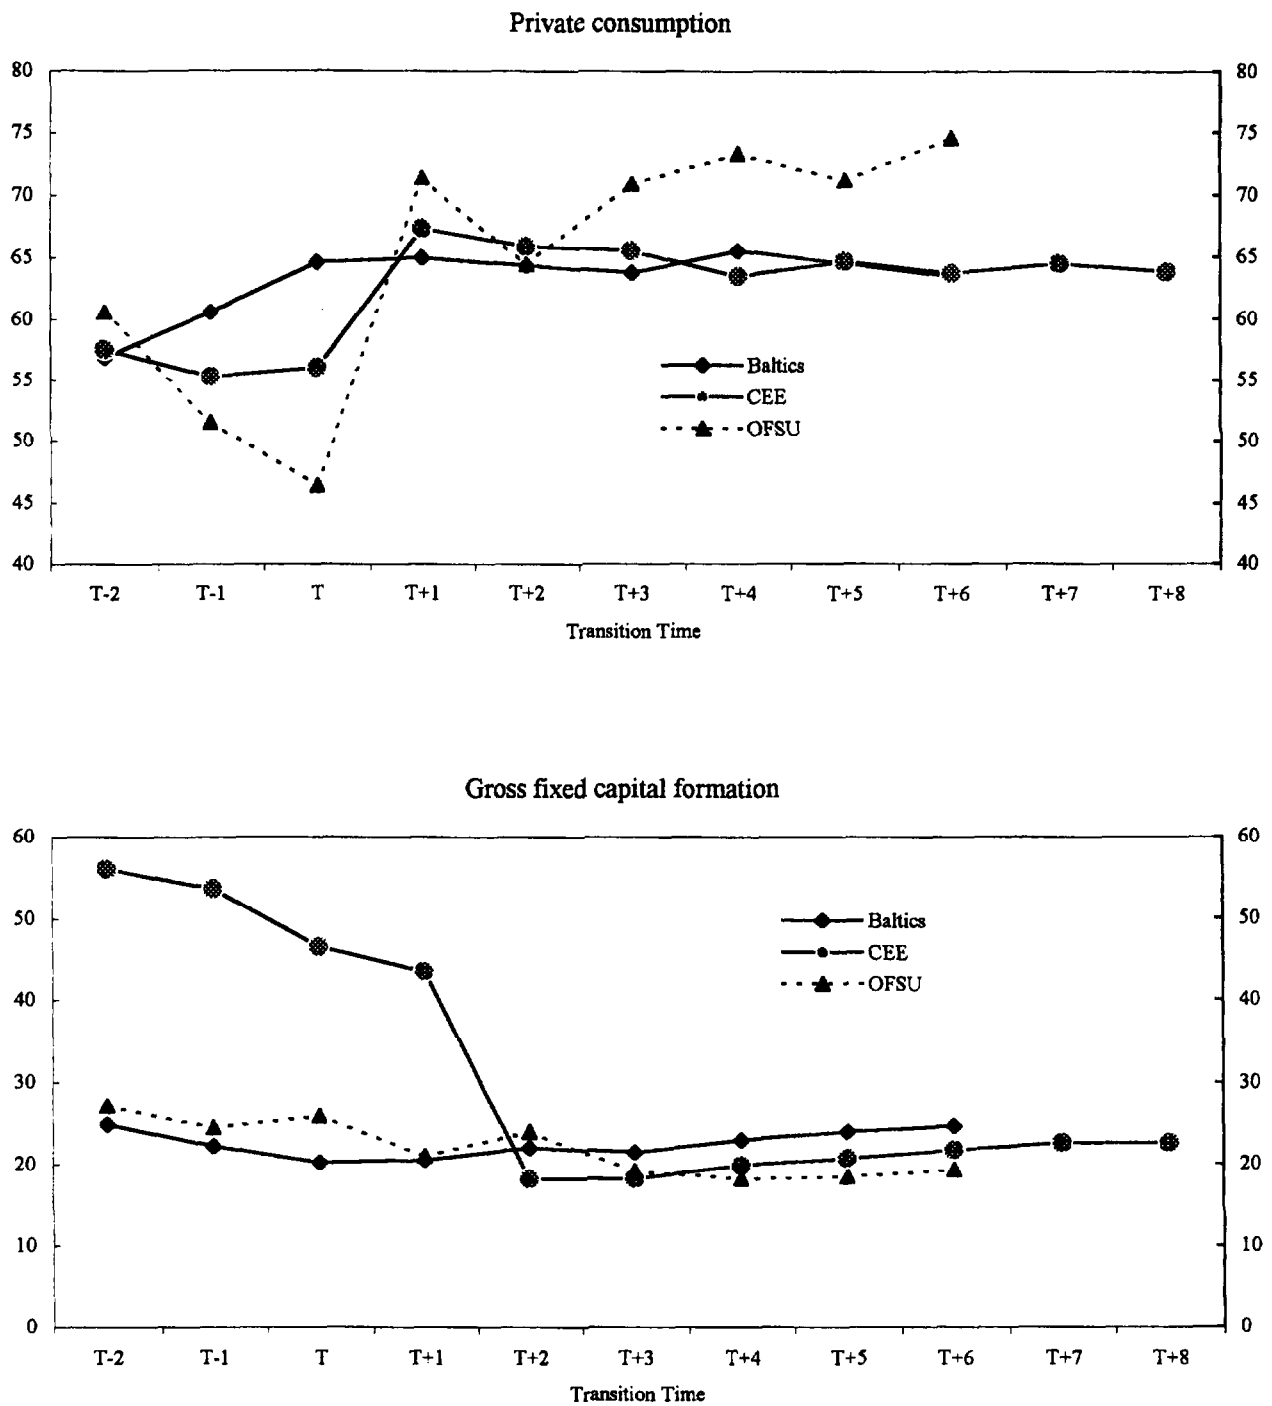 Private consumption
80 80
75 75
70 70
65 65
60 60
Baltics
55 55
CEE
OFSU
50 50
45 45
40 40
T-2 T-1 T T+1 T+2 T+3 T+4 T+5 T+6 T+7 T+8
Transition Time
Gross fixed capital formation
60 60
50 50
Baltics
CEE
OFSU
40 40
30 30
20 20
10 10
0 0
T-2 T-1 T T+1 T+2 T+3 T+4 T+5 T+6 T+7 T+8
Transition Time